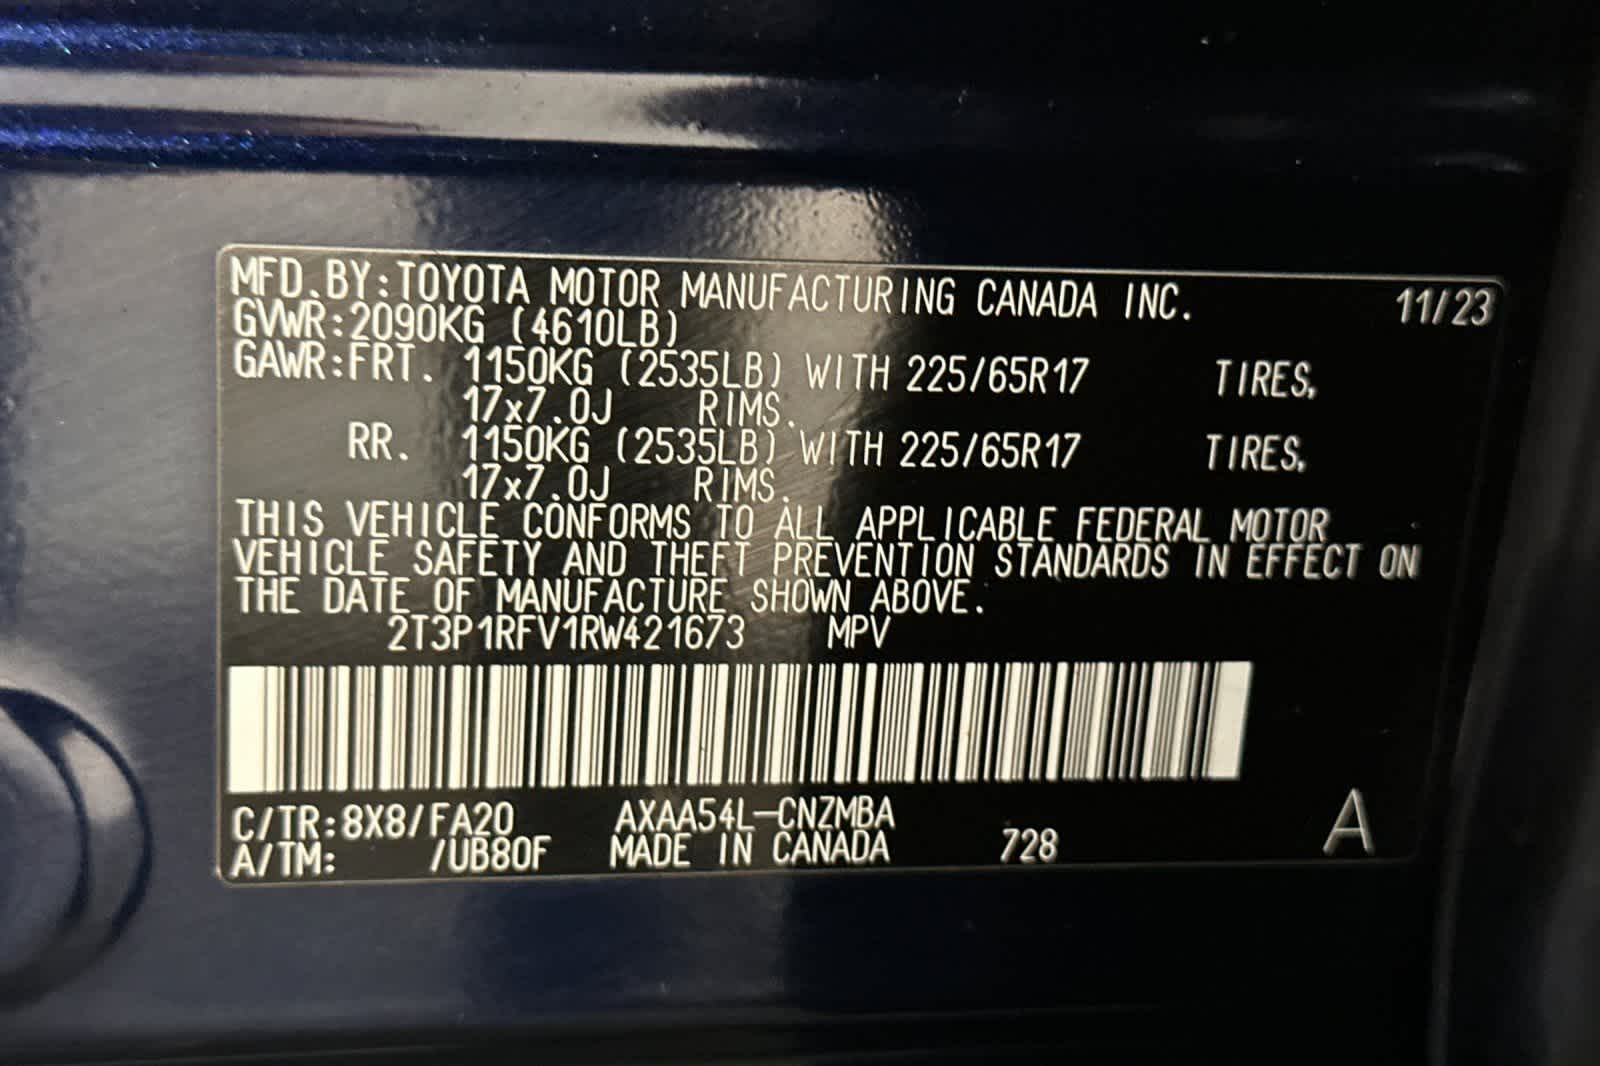 MFD.BY:TOYOTA MOTOR MANUFACTURING CANADA INC. 11/23
GVWR:2090KG (4610LB)
GAWR:FRT. 1150KG (2535LB) WITH 225/65R17 TIRES,
17x7.0J RIMS.
RR. 1150KG (2535LB) WITH 225/65R17 TIRES,
17x7.0J RIMS.
THIS VEHICLE CONFORMS TO ALL APPLICABLE FEDERAL MOTOR
VEHICLE SAFETY AND THEFT PREVENTION STANDARDS IN EFFECT ON
THE DATE OF MANUFACTURE SHOWN ABOVE.
2T3P1RFV1RW421673 MPV
C/TR:8X8/FA20 AXAA54L-CNZMBA
A/TM: /UB80F MADE IN CANADA 728 A